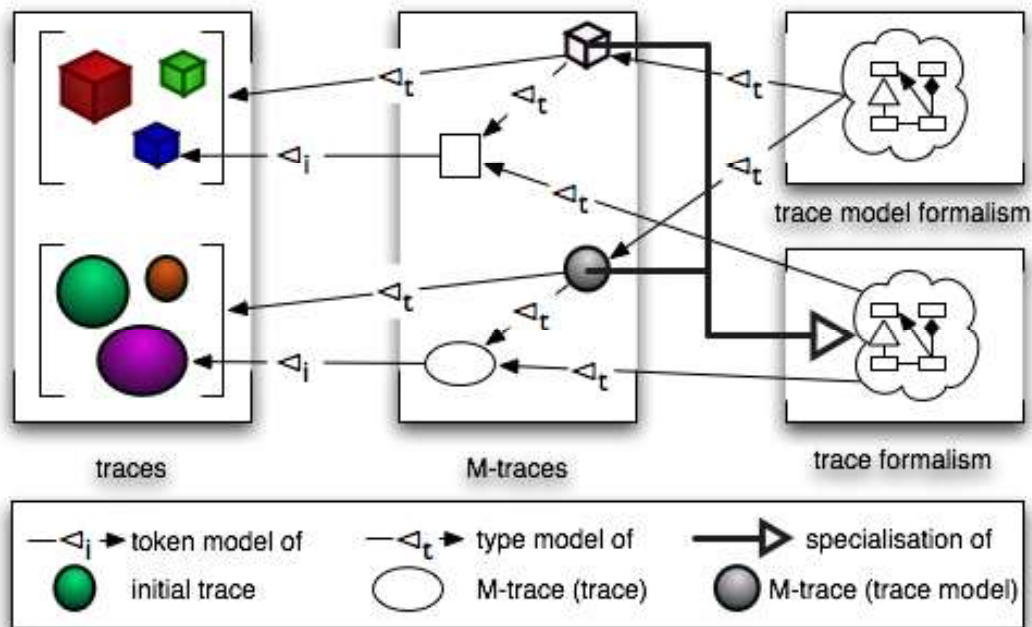 ◁t
◁t
◁t
◁i
◁t
◁t
trace model formalism
◁t
◁t
◁i
◁t
traces
M-traces
trace formalism
◁i token model of
◁t type model of
specialisation of
initial trace
M-trace (trace)
M-trace (trace model)